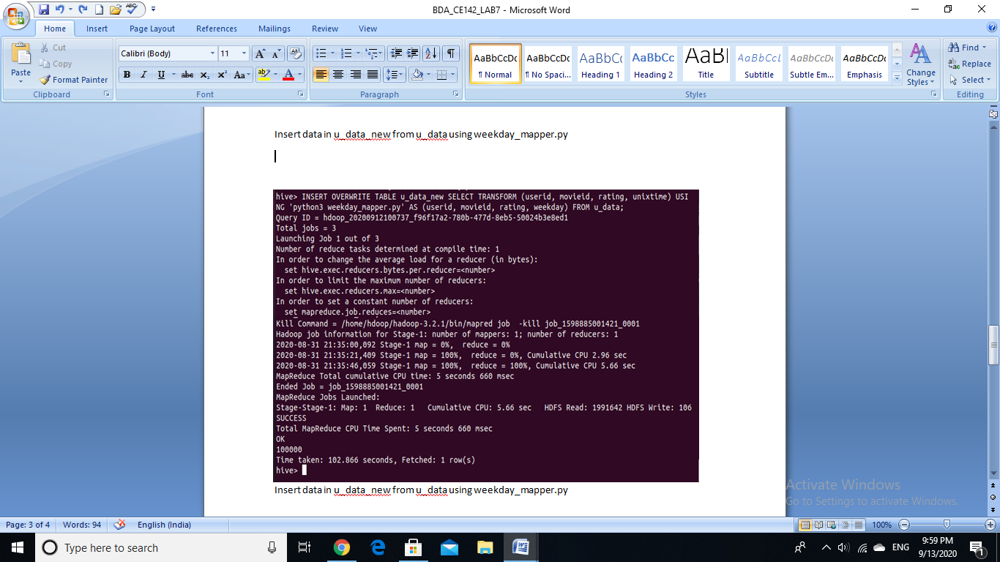 BDA_CE142_LAB7 - Microsoft Word
Home Insert Page Layout References Mailings Review View
Paste
Cut
Copy
Format Painter
Clipboard
Calibri (Body) 11
B I U abc x₂ x² Aa
Font
Paragraph
AaBbCcDc AaBbCcDc AaBbCc AaBbCc AaBl AaBbCcL AaBbCcDc AaBbCcDc
¶ Normal ¶ No Spaci... Heading 1 Heading 2 Title Subtitle Subtle Em... Emphasis
Change Styles
Styles
Find
Replace
Select
Editing
Insert data in u_data_new from u_data using weekday_mapper.py
hive> INSERT OVERWRITE TABLE u_data_new SELECT TRANSFORM (userid, movieid, rating, unixtime) USI
NG 'python3 weekday_mapper.py' AS (userid, movieid, rating, weekday) FROM u_data;
Query ID = hdoop_20200912100737_f96f17a2-780b-477d-8eb5-50024b3e8ed1
Total jobs = 3
Launching Job 1 out of 3
Number of reduce tasks determined at compile time: 1
In order to change the average load for a reducer (in bytes):
set hive.exec.reducers.bytes.per.reducer=<number>
In order to limit the maximum number of reducers:
set hive.exec.reducers.max=<number>
In order to set a constant number of reducers:
set mapreduce.job.reduces=<number>
Kill Command = /home/hdoop/hadoop-3.2.1/bin/mapred job -kill job_1598885001421_0001
Hadoop job information for Stage-1: number of mappers: 1; number of reducers: 1
2020-08-31 21:35:00,092 Stage-1 map = 0%, reduce = 0%
2020-08-31 21:35:21,409 Stage-1 map = 100%, reduce = 0%, Cumulative CPU 2.96 sec
2020-08-31 21:35:46,059 Stage-1 map = 100%, reduce = 100%, Cumulative CPU 5.66 sec
MapReduce Total cumulative CPU time: 5 seconds 660 msec
Ended Job = job_1598885001421_0001
MapReduce Jobs Launched:
Stage-Stage-1: Map: 1 Reduce: 1 Cumulative CPU: 5.66 sec HDFS Read: 1991642 HDFS Write: 106
SUCCESS
Total MapReduce CPU Time Spent: 5 seconds 660 msec
OK
100000
Time taken: 102.866 seconds, Fetched: 1 row(s)
hive>
Insert data in u_data_new from u_data using weekday_mapper.py
Activate Windows
Go to Settings to activate Windows.
Page: 3 of 4 Words: 94 English (India) 100%
Type here to search
ENG
9:59 PM
9/13/2020
1